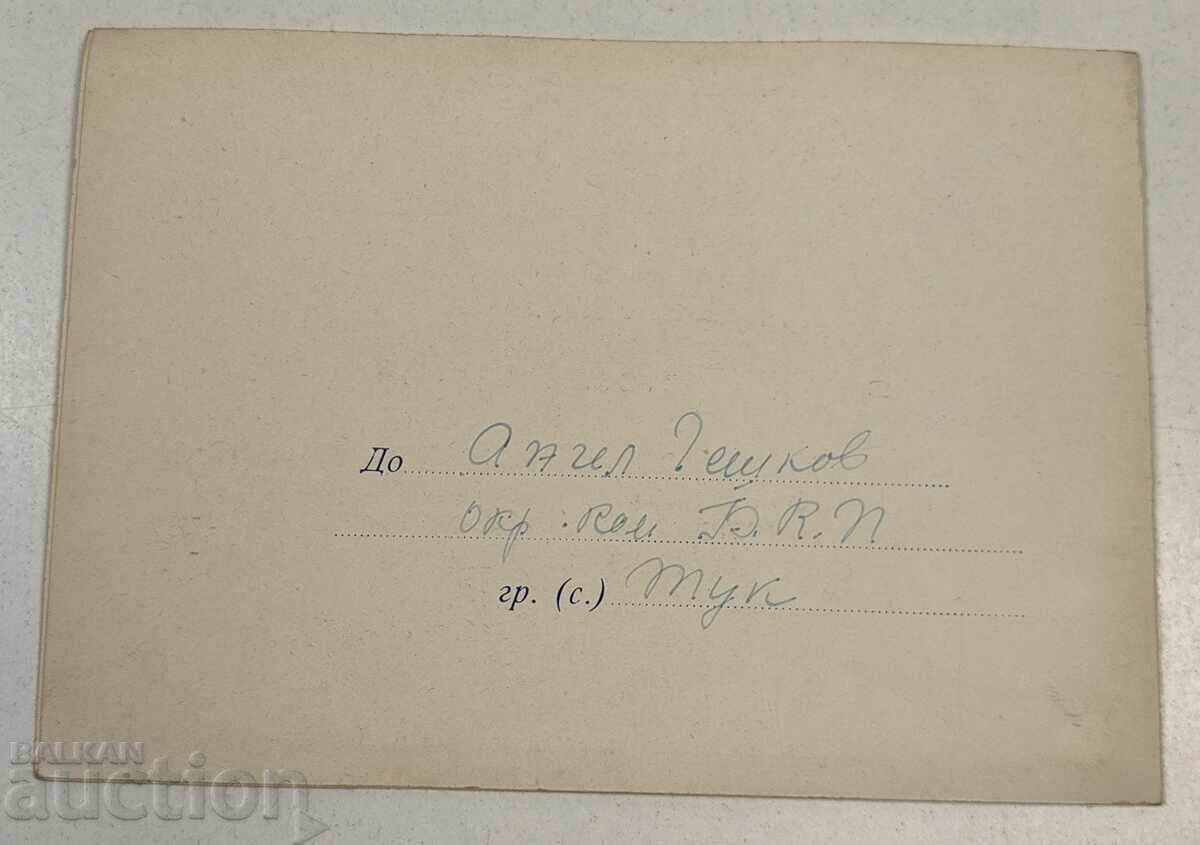 До Ангел Гешков
окр. ком Б.К.П
гр. (с.) Тук
BALKAN
auction